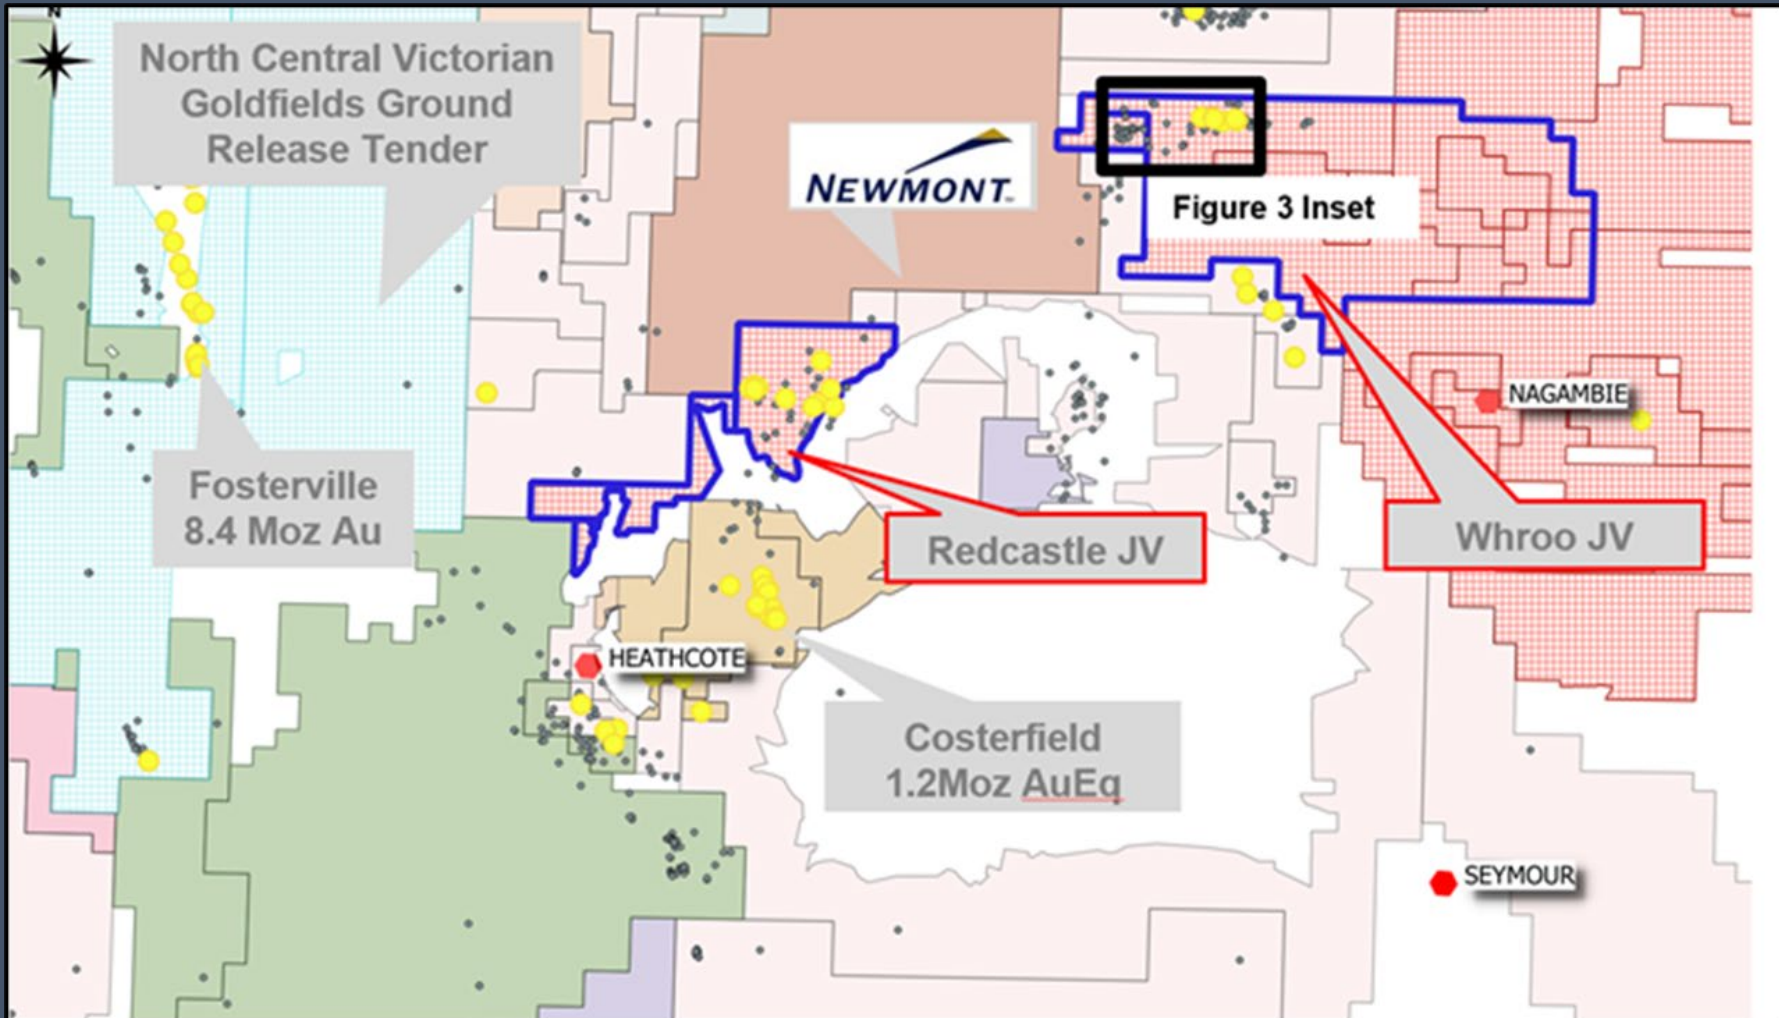 N
North Central Victorian
Goldfields Ground
Release Tender
NEWMONT™
Figure 3 Inset
NAGAMBIE
Fosterville
8.4 Moz Au
Redcastle JV
Whroo JV
HEATHCOTE
Costerfield
1.2Moz AuEq
SEYMOUR